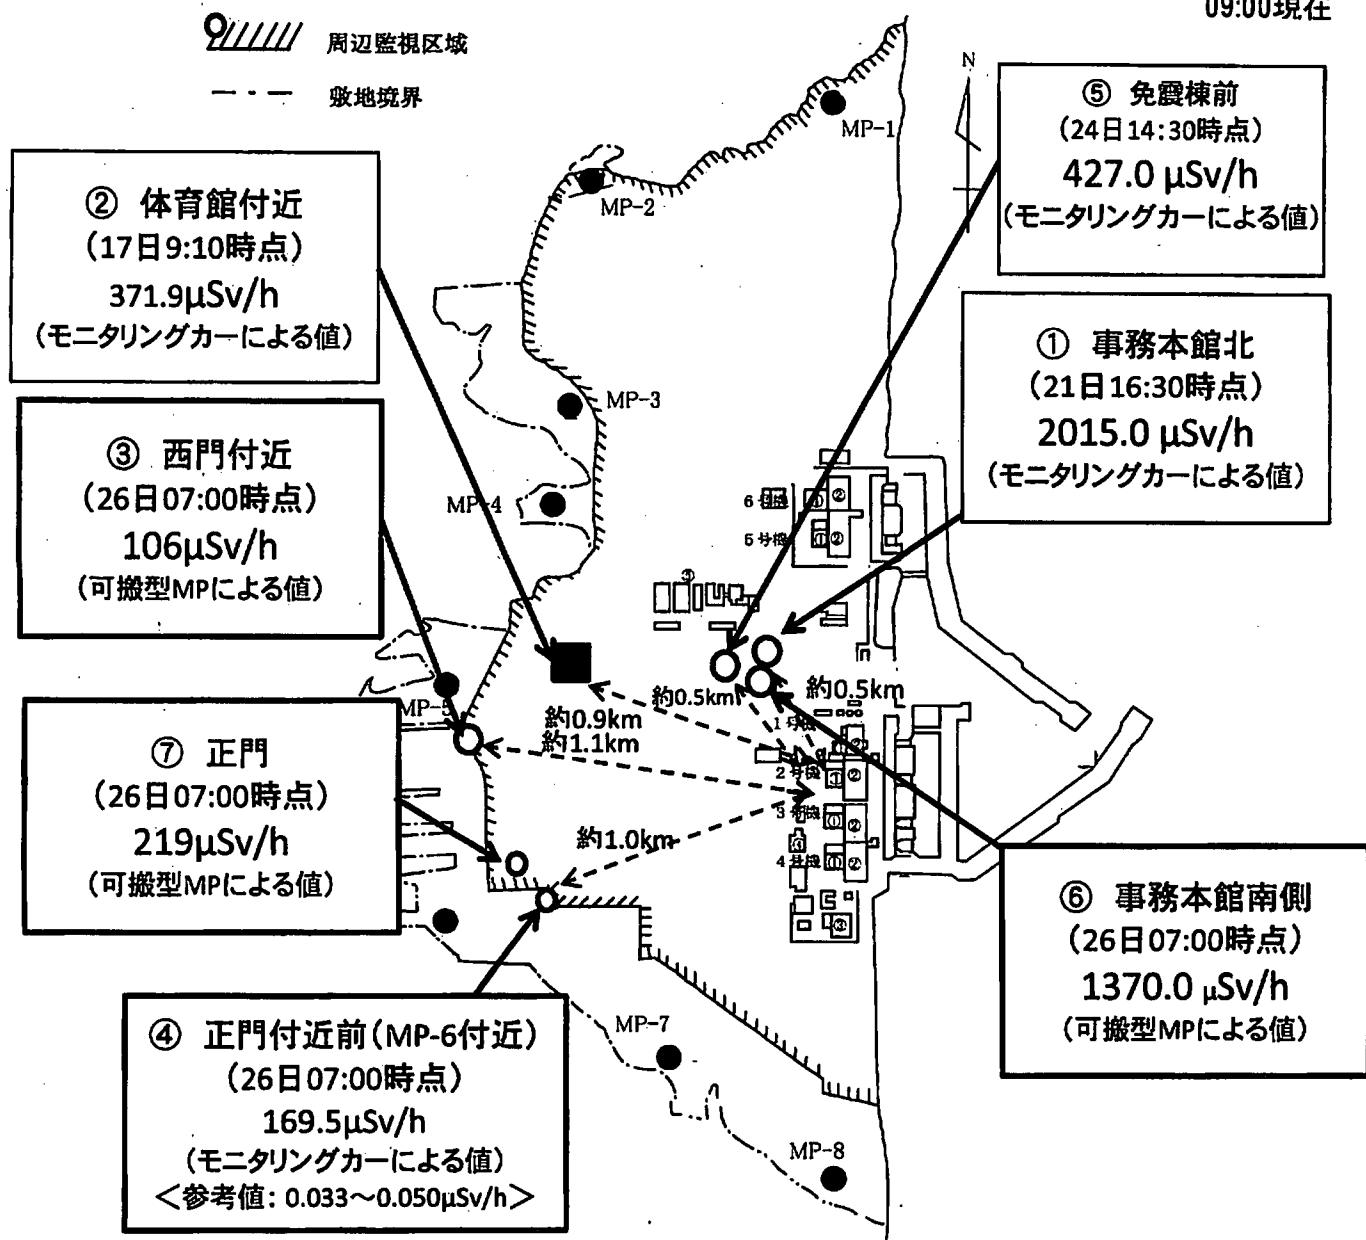 09:00現在
周辺監視区域
敷地境界
N
MP-1
⑤ 免震棟前
(24日14:30時点)
427.0 μSv/h
(モニタリングカーによる値)
② 体育館付近
(17日9:10時点)
371.9μSv/h
(モニタリングカーによる値)
MP-2
① 事務本館北
(21日16:30時点)
2015.0 μSv/h
(モニタリングカーによる値)
MP-3
③ 西門付近
(26日07:00時点)
106μSv/h
(可搬型MPによる値)
MP-4
6号機
① ②
5号機
① ②
MP-5
約0.5km
約0.5km
約0.9km
約1.1km
⑦ 正門
(26日07:00時点)
219μSv/h
(可搬型MPによる値)
1号機
②
2号機
① ②
3号機
① ②
約1.0km
4号機
① ②
③
⑥ 事務本館南側
(26日07:00時点)
1370.0 μSv/h
(可搬型MPによる値)
④ 正門付近前(MP-6付近)
(26日07:00時点)
169.5μSv/h
(モニタリングカーによる値)
<参考値: 0.033~0.050μSv/h>
MP-7
MP-8